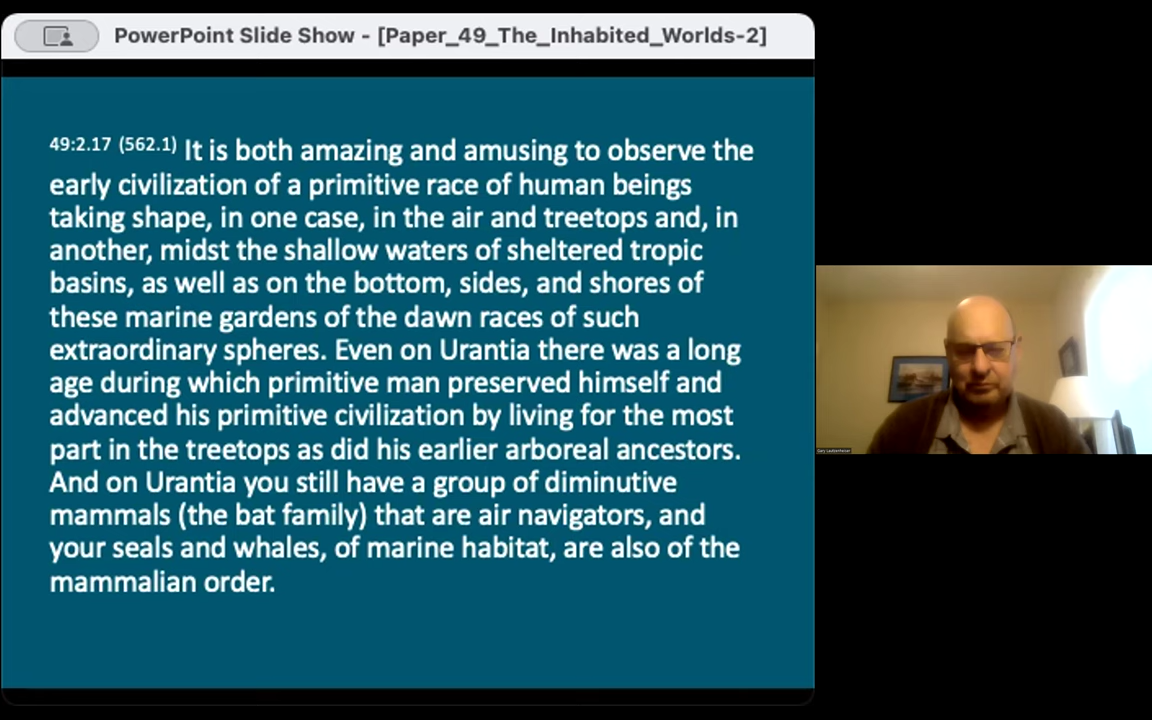 PowerPoint Slide Show - [Paper_49_The_Inhabited_Worlds-2]
49:2.17 (562.1) It is both amazing and amusing to observe the
early civilization of a primitive race of human beings
taking shape, in one case, in the air and treetops and, in
another, midst the shallow waters of sheltered tropic
basins, as well as on the bottom, sides, and shores of
these marine gardens of the dawn races of such
extraordinary spheres. Even on Urantia there was a long
age during which primitive man preserved himself and
advanced his primitive civilization by living for the most
part in the treetops as did his earlier arboreal ancestors.
And on Urantia you still have a group of diminutive
mammals (the bat family) that are air navigators, and
your seals and whales, of marine habitat, are also of the
mammalian order.